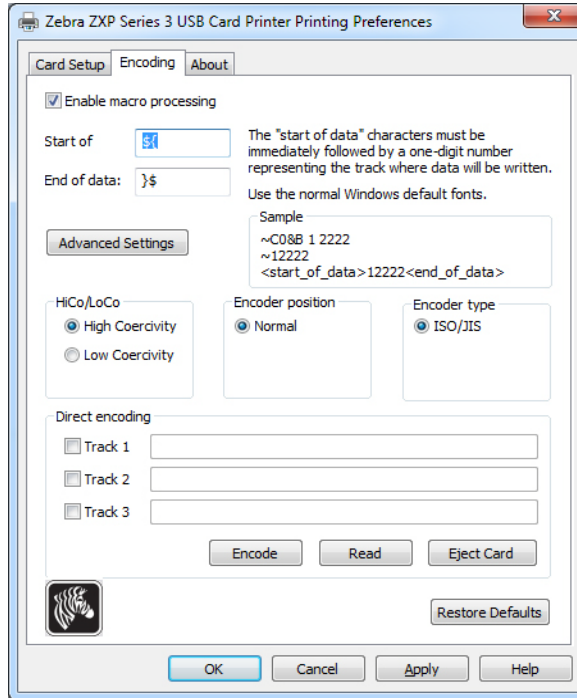 Zebra ZXP Series 3 USB Card Printer Printing Preferences
Card Setup Encoding About
Enable macro processing
Start of ${
The "start of data" characters must be
immediately followed by a one-digit number
representing the track where data will be written.
End of data: }$
Use the normal Windows default fonts.
Sample
~C0&B 1 2222
~12222
<start_of_data>12222<end_of_data>
Advanced Settings
HiCo/LoCo
High Coercivity
Low Coercivity
Encoder position
Normal
Encoder type
ISO/JIS
Direct encoding
Track 1
Track 2
Track 3
Encode Read Eject Card
Restore Defaults
OK Cancel Apply Help